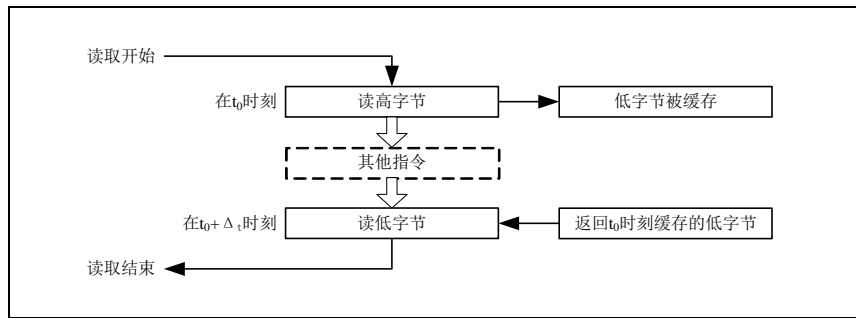 读取开始
在t₀时刻
读高字节
低字节被缓存
其他指令
在t₀+Δₜ时刻
读低字节
返回t₀时刻缓存的低字节
读取结束